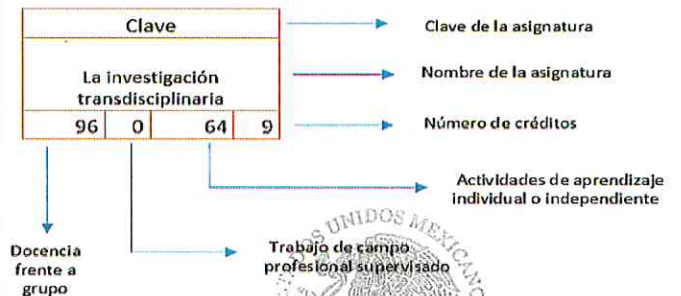 Clave
Clave de la asignatura
La investigación
transdisciplinaria
Nombre de la asignatura
96 0 64 9
Número de créditos
Actividades de aprendizaje
individual o independiente
Docencia
frente a
grupo
Trabajo de campo
profesional supervisado
UNIDOS MEXICANO